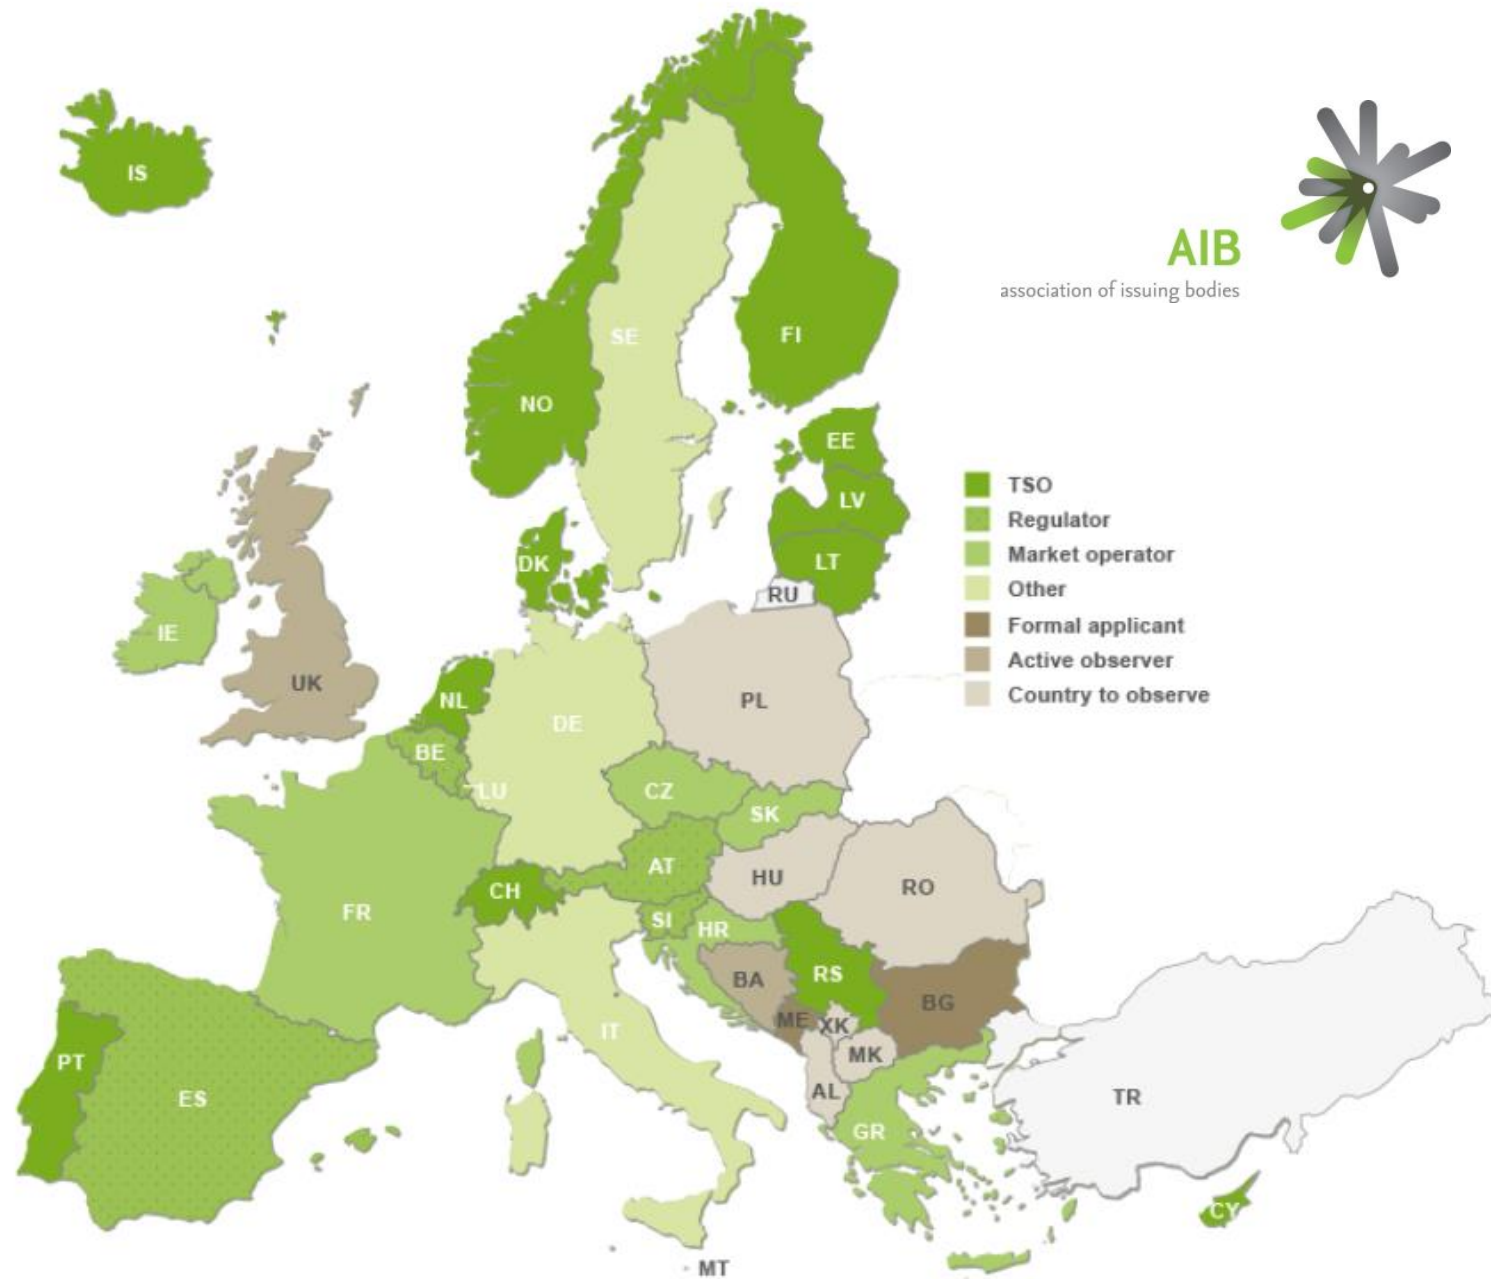 IS
AIB
association of issuing bodies
SE
FI
NO
EE
TSO
LV
Regulator
Market operator
DK
LT
Other
RU
IE
Formal applicant
UK
Active observer
NL
PL
Country to observe
DE
BE
LU
CZ
SK
AT
HU
CH
RO
FR
SI
HR
RS
BA
BG
ME
XK
IT
MK
PT
AL
ES
TR
GR
CY
MT